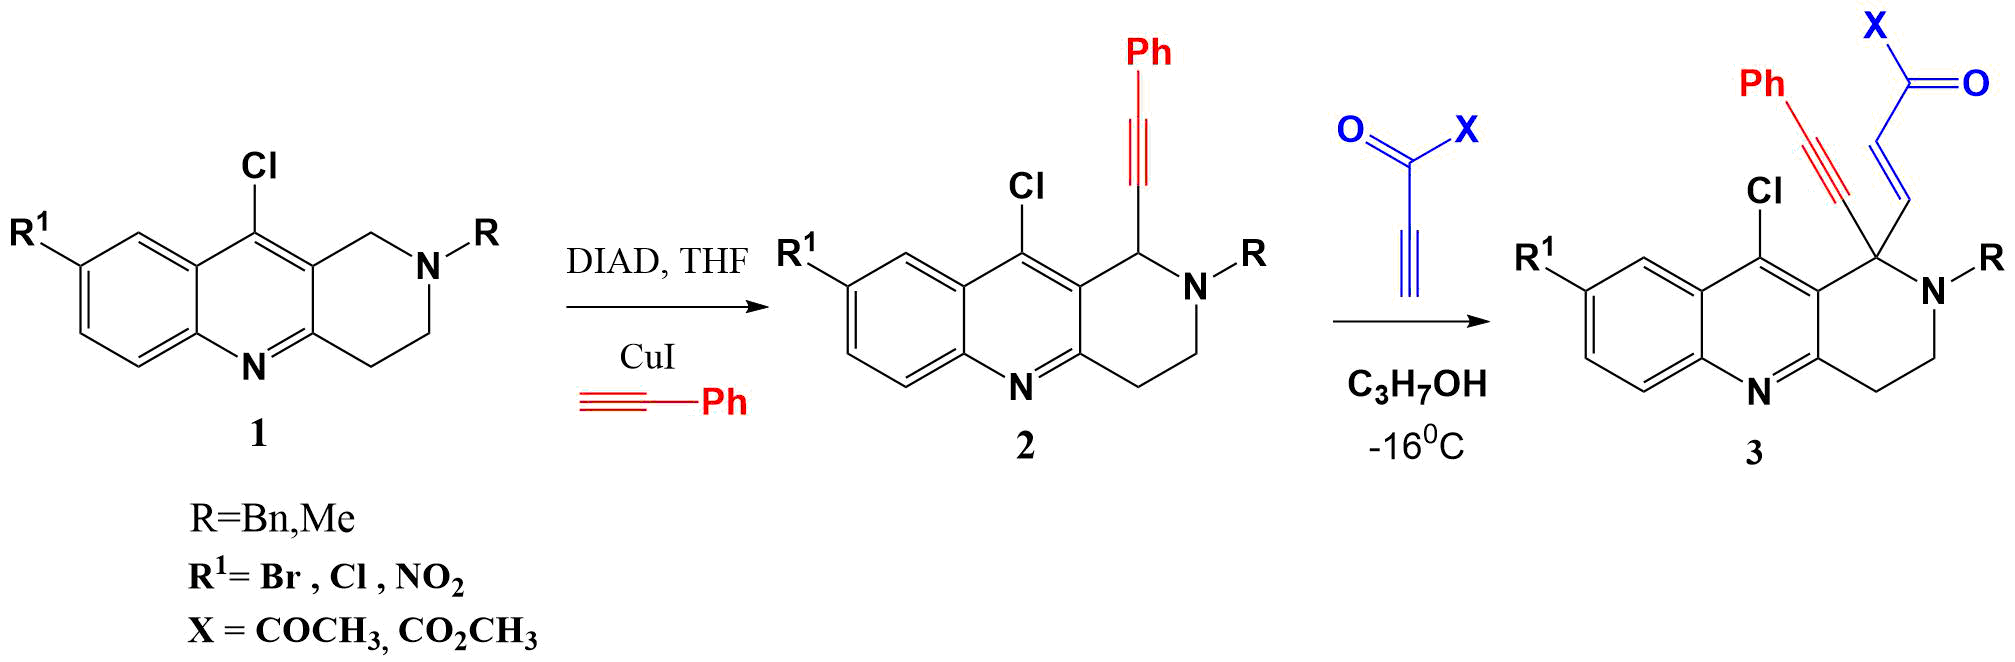 Cl
R¹
N
R
N
1
DIAD, THF
CuI
Ph
Ph
Cl
R¹
N
R
N
2
O
X
C₃H₇OH
-16⁰C
X
O
Ph
Cl
R¹
N
R
N
3
R=Bn,Me
R¹= Br , Cl , NO₂
X = COCH₃, CO₂CH₃